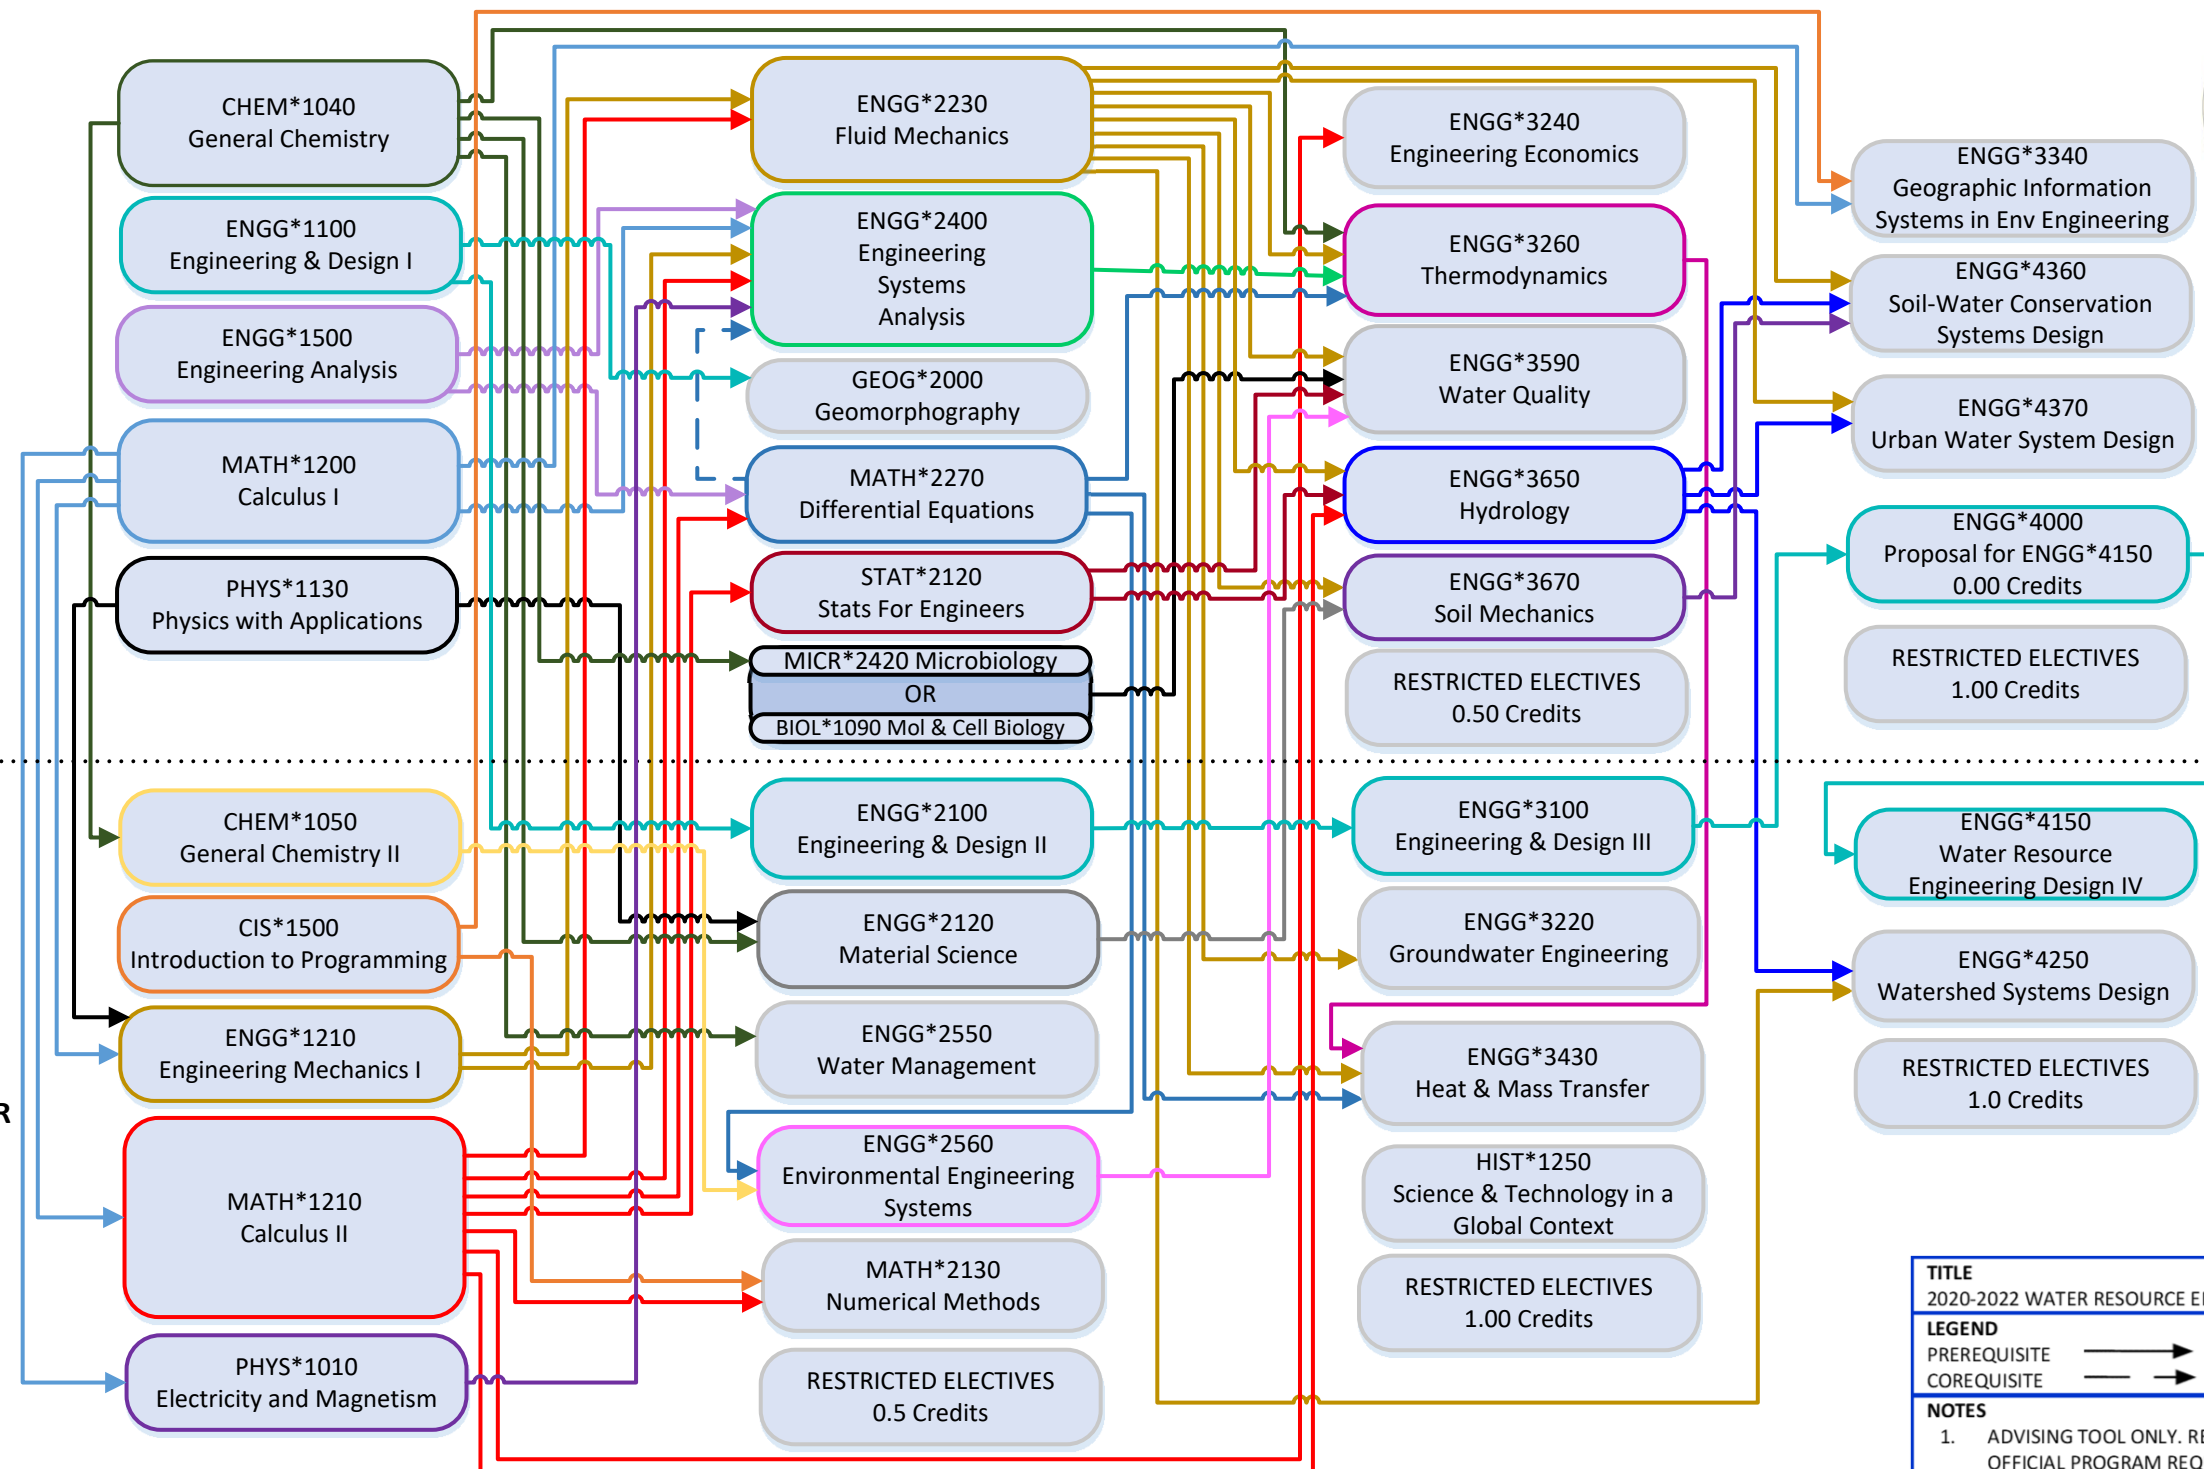 CHEM*1040
General Chemistry
ENGG*1100
Engineering & Design I
ENGG*1500
Engineering Analysis
MATH*1200
Calculus I
PHYS*1130
Physics with Applications
CHEM*1050
General Chemistry II
CIS*1500
Introduction to Programming
ENGG*1210
Engineering Mechanics I
R
MATH*1210
Calculus II
PHYS*1010
Electricity and Magnetism
ENGG*2230
Fluid Mechanics
ENGG*2400
Engineering
Systems
Analysis
GEOG*2000
Geomorphography
MATH*2270
Differential Equations
STAT*2120
Stats For Engineers
MICR*2420 Microbiology
OR
BIOL*1090 Mol & Cell Biology
ENGG*2100
Engineering & Design II
ENGG*2120
Material Science
ENGG*2550
Water Management
ENGG*2560
Environmental Engineering
Systems
MATH*2130
Numerical Methods
RESTRICTED ELECTIVES
0.5 Credits
ENGG*3240
Engineering Economics
ENGG*3260
Thermodynamics
ENGG*3590
Water Quality
ENGG*3650
Hydrology
ENGG*3670
Soil Mechanics
RESTRICTED ELECTIVES
0.50 Credits
ENGG*3100
Engineering & Design III
ENGG*3220
Groundwater Engineering
ENGG*3430
Heat & Mass Transfer
HIST*1250
Science & Technology in a
Global Context
RESTRICTED ELECTIVES
1.00 Credits
ENGG*3340
Geographic Information
Systems in Env Engineering
ENGG*4360
Soil-Water Conservation
Systems Design
ENGG*4370
Urban Water System Design
ENGG*4000
Proposal for ENGG*4150
0.00 Credits
RESTRICTED ELECTIVES
1.00 Credits
ENGG*4150
Water Resource
Engineering Design IV
ENGG*4250
Watershed Systems Design
RESTRICTED ELECTIVES
1.0 Credits
TITLE
2020-2022 WATER RESOURCE
LEGEND
PREREQUISITE
COREQUISITE
NOTES
1. ADVISING TOOL ONLY.
OFFICIAL PROGRAM